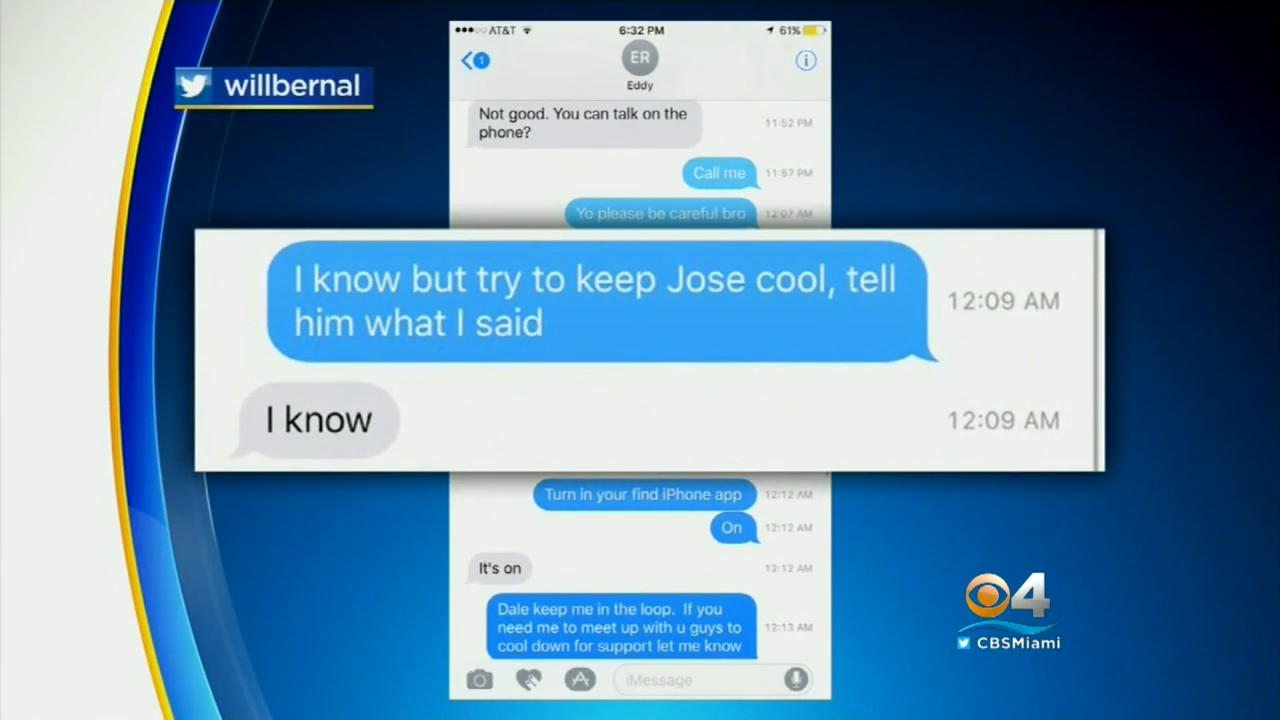 willbernal
AT&T
6:32 PM
61%
1
ER
i
Eddy
Not good. You can talk on the
phone?
11:52 PM
Call me
11:57 PM
Yo please be careful bro
12:07 AM
I know but try to keep Jose cool, tell
him what I said
12:09 AM
I know
12:09 AM
Turn in your find iPhone app
12:12 AM
On
12:12 AM
It's on
12:12 AM
Dale keep me in the loop. If you
need me to meet up with u guys to
cool down for support let me know
12:13 AM
iMessage
4
CBSMiami